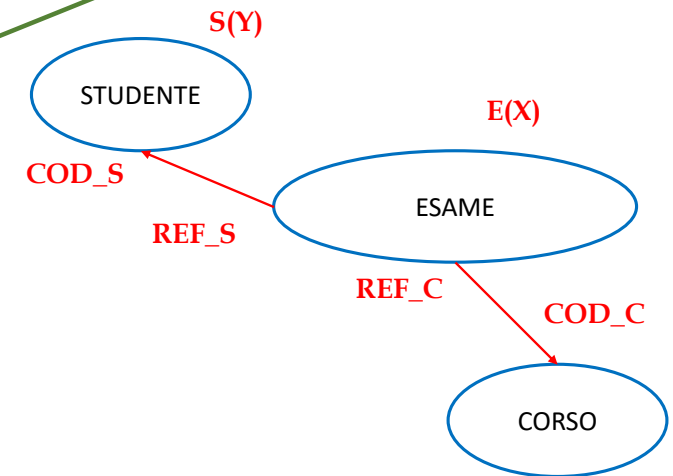 S(Y)
STUDENTE
E(X)
COD_S
ESAME
REF_S
REF_C
COD_C
CORSO